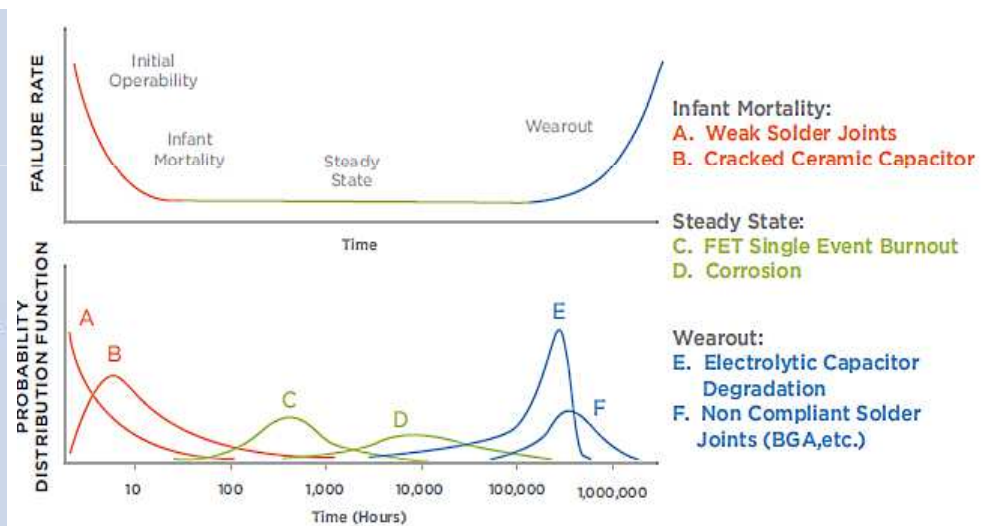 FAILURE RATE
Initial
Operability
Infant
Mortality
Steady
State
Wearout
Time
Infant Mortality:
A. Weak Solder Joints
B. Cracked Ceramic Capacitor
Steady State:
C. FET Single Event Burnout
D. Corrosion
Wearout:
E. Electrolytic Capacitor
Degradation
F. Non Compliant Solder
Joints (BGA,etc.)
PROBABILITY
DISTRIBUTION FUNCTION
A
B
C
D
E
F
10
100
1,000
10,000
100,000
1,000,000
Time (Hours)